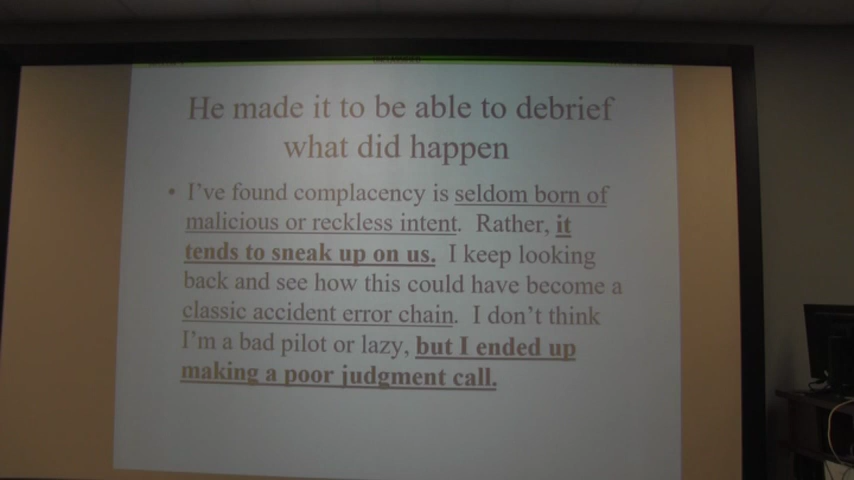 He made it to be able to debrief
what did happen
• I've found complacency is seldom born of
malicious or reckless intent.  Rather, it
tends to sneak up on us.  I keep looking
back and see how this could have become a
classic accident error chain.  I don't think
I'm a bad pilot or lazy, but I ended up
making a poor judgment call.